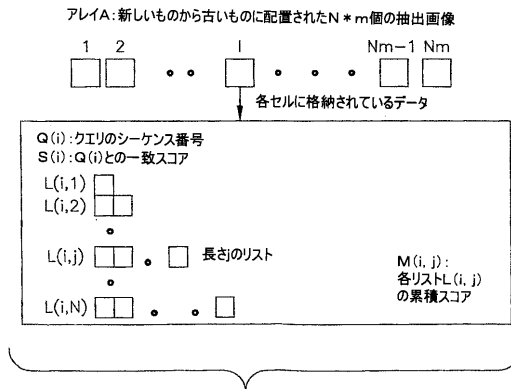 アレイA:新しいものから古いものに配置されたN*m個の抽出画像
1 2 I Nm-1 Nm
各セルに格納されているデータ
Q(i):クエリのシーケンス番号
S(i):Q(i)との一致スコア
L(i,1)
L(i,2)
L(i,j) 長さjのリスト
L(i,N)
M(i, j):
各リストL(i, j)
の累積スコア